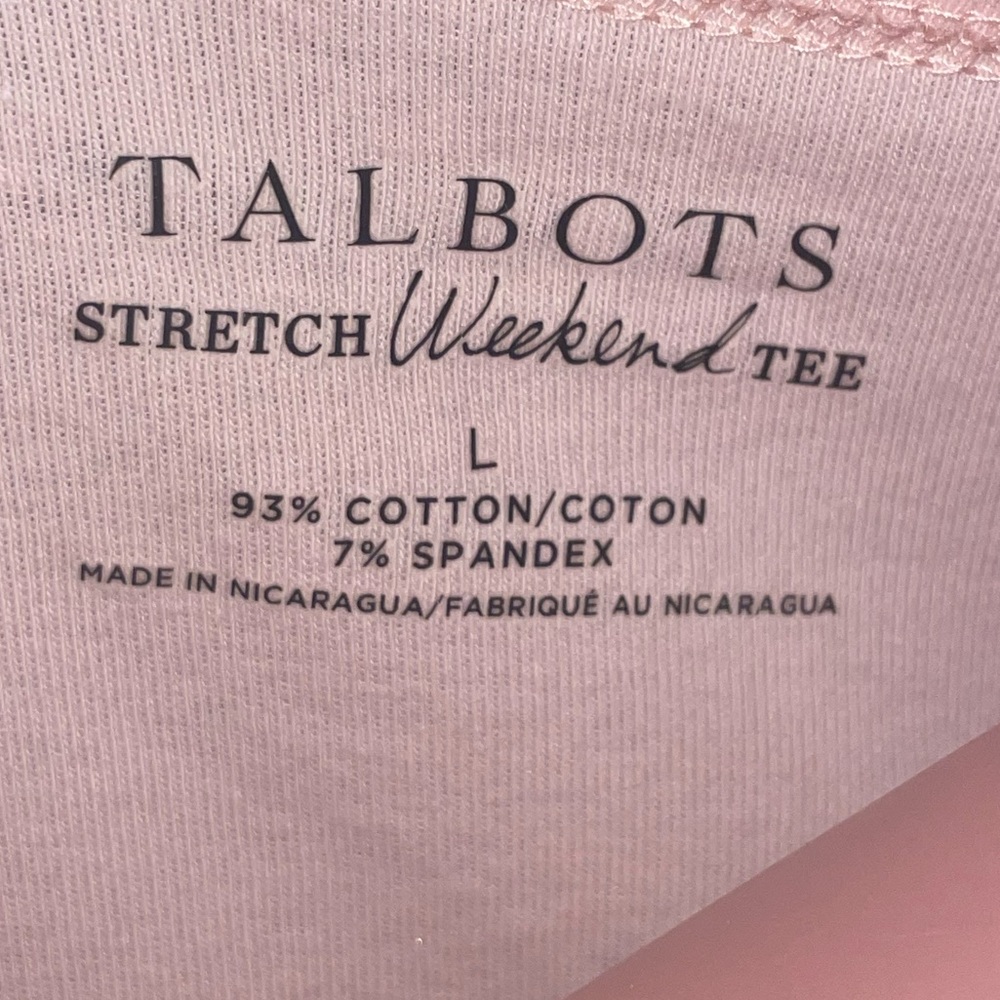 TALBOTS
STRETCH Weekend TEE
L
93% COTTON/COTON
7% SPANDEX
MADE IN NICARAGUA/FABRIQUÉ AU NICARAGUA